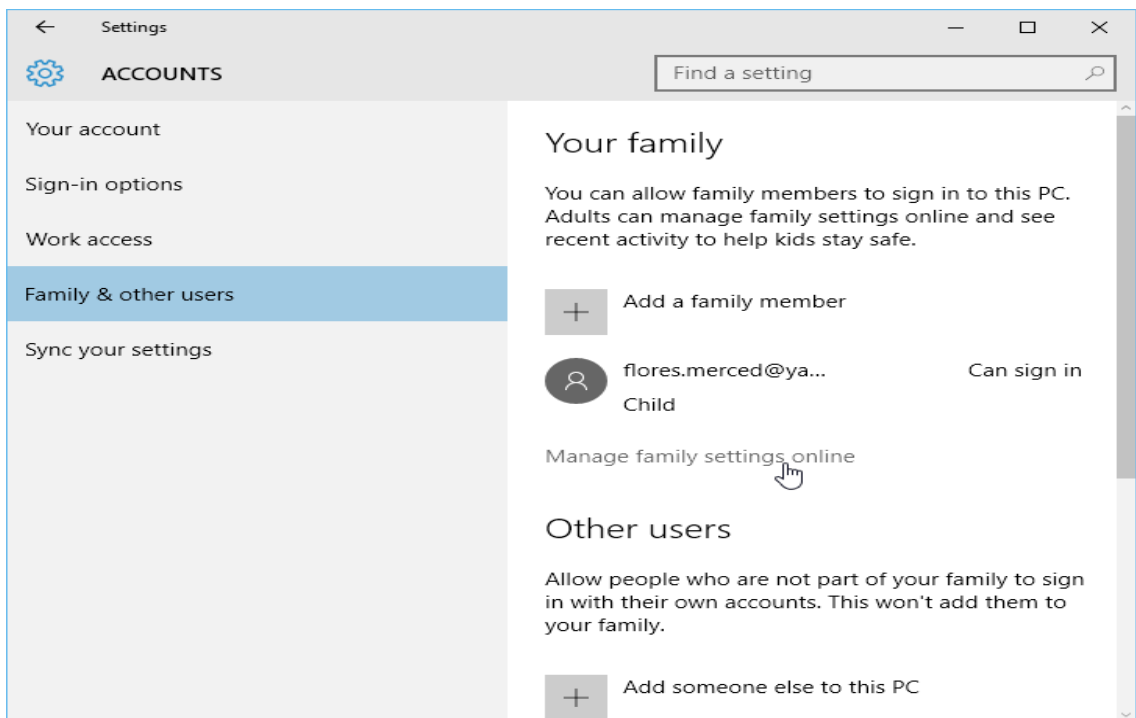 Settings
ACCOUNTS
Find a setting
Your account
Sign-in options
Work access
Family & other users
Sync your settings
Your family
You can allow family members to sign in to this PC.
Adults can manage family settings online and see
recent activity to help kids stay safe.
Add a family member
flores.merced@ya... Can sign in
Child
Manage family settings online
Other users
Allow people who are not part of your family to sign
in with their own accounts. This won't add them to
your family.
Add someone else to this PC